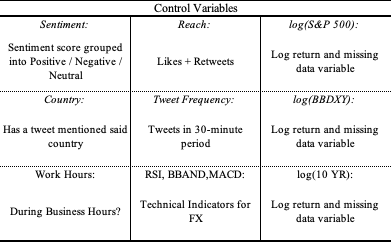 Control Variables
Sentiment: Reach: log(S&P 500):
Sentiment score grouped
into Positive / Negative /
Neutral
Likes + Retweets
Log return and missing
data variable
Country: Tweet Frequency: log(BBDXY):
Has a tweet mentioned said
country
Tweets in 30-minute
period
Log return and missing
data variable
Work Hours: RSI, BBAND,MACD: log(10 YR):
During Business Hours?
Technical Indicators for
FX
Log return and missing
data variable